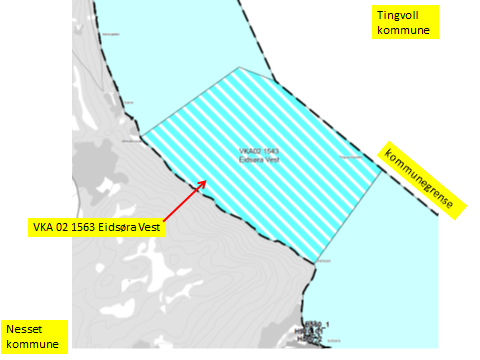 Tingvoll
kommune
VKA02 1543
Eidsøra Vest
kommunegrense
VKA 02 1563 Eidsøra Vest
Nesset
kommune